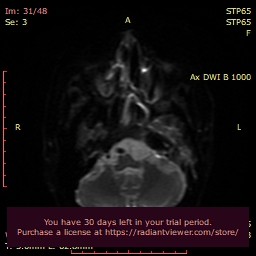 Im: 31/48
Se: 3
STP65
STP65
F
A
Ax DWI B 1000
R
L
You have 30 days left in your trial period.
Purchase a license at https://radiantviewer.com/store/